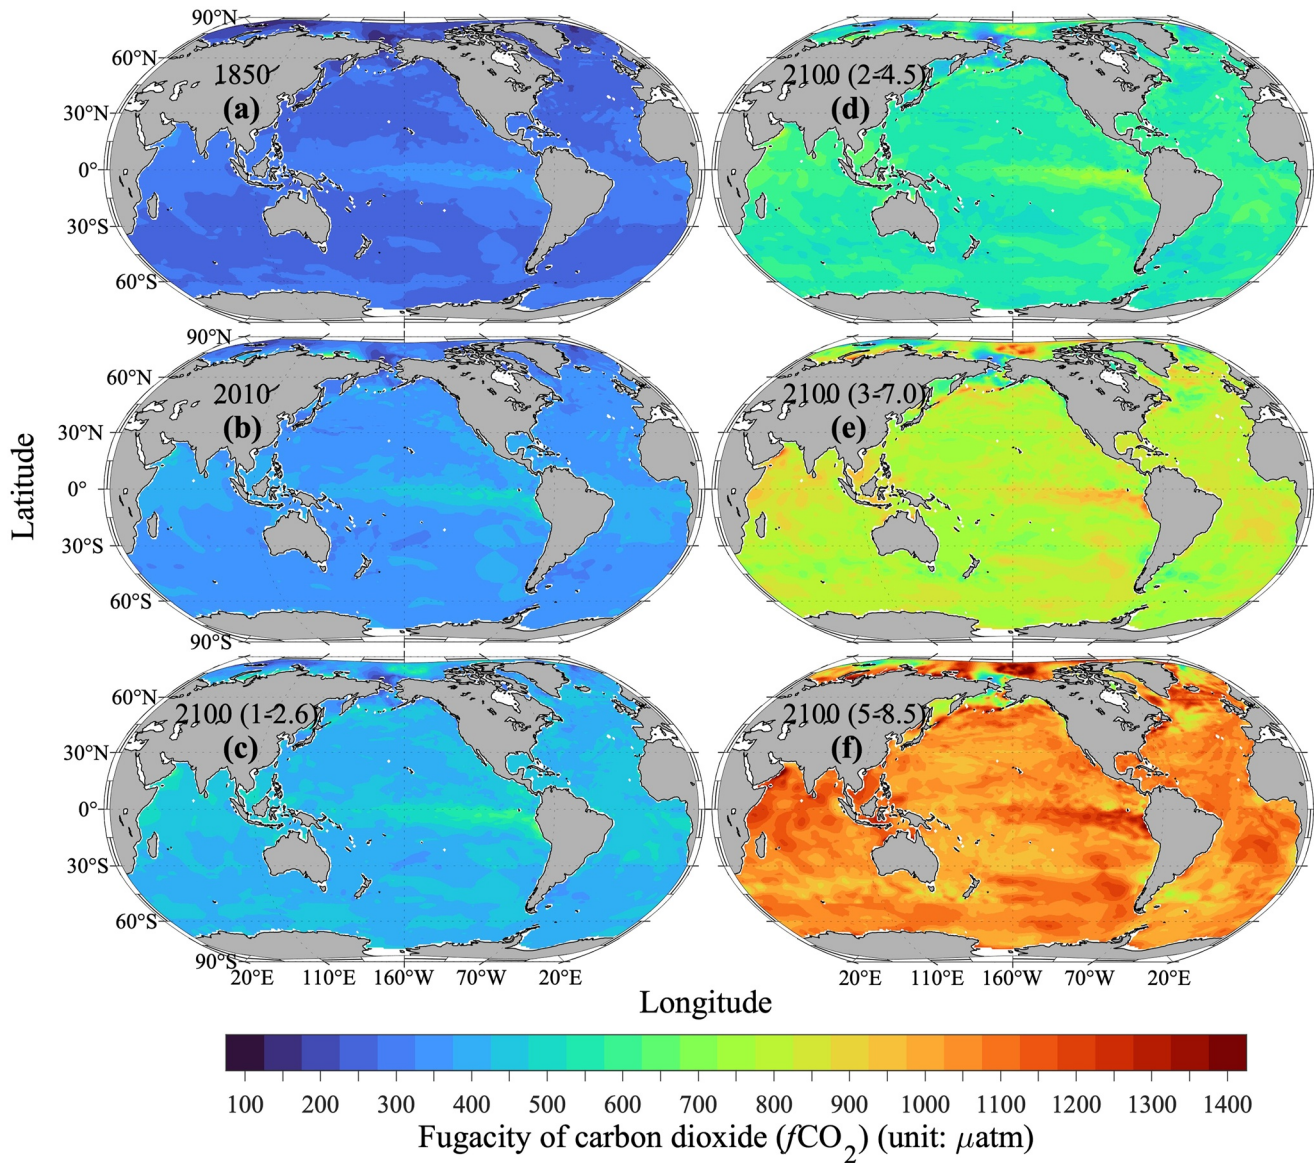 90°N
60°N
30°N
0°
30°S
60°S
1850
(a)
2100 (2-4.5)
(d)
90°N
60°N
30°N
0°
30°S
60°S
90°S
2010
(b)
2100 (3-7.0)
(e)
60°N
30°N
0°
30°S
60°S
90°S
2100 (1-2.6)
(c)
2100 (5-8.5)
(f)
Latitude
20°E 110°E 160°W 70°W 20°E
20°E 110°E 160°W 70°W 20°E
Longitude
100 200 300 400 500 600 700 800 900 1000 1100 1200 1300 1400
Fugacity of carbon dioxide (fCO₂) (unit: μatm)